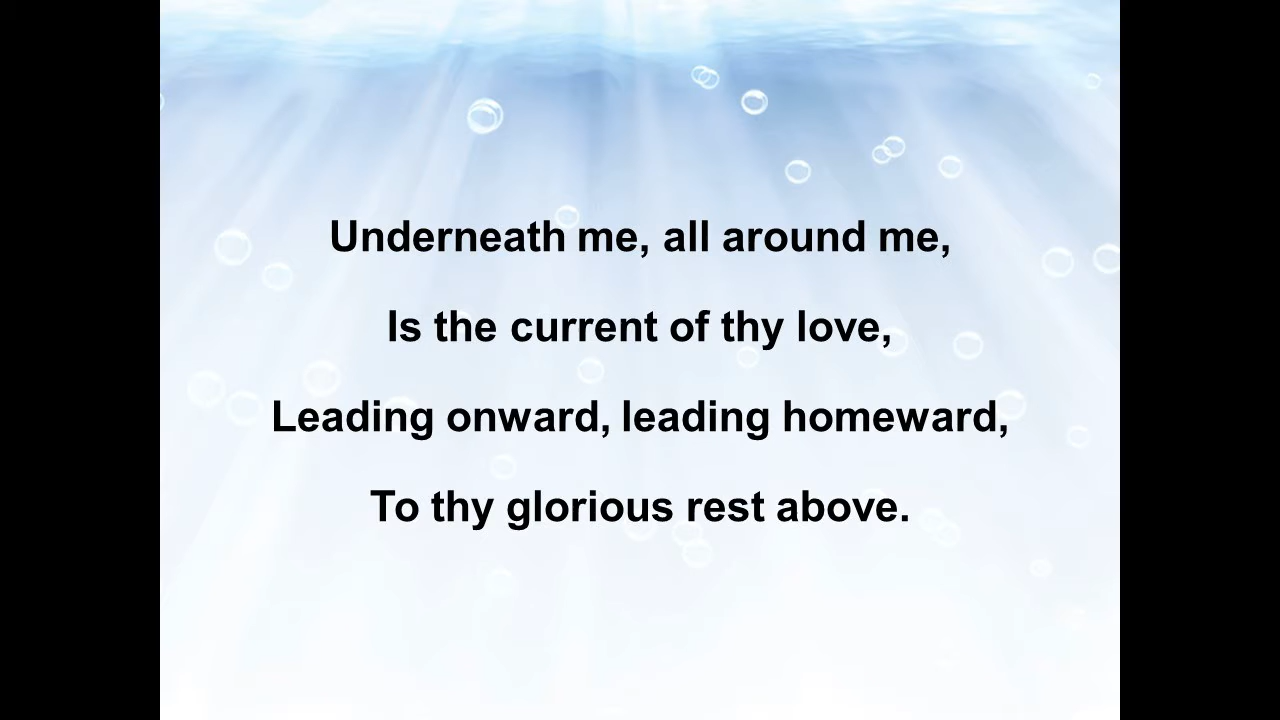 Underneath me, all around me,
Is the current of thy love,
Leading onward, leading homeward,
To thy glorious rest above.